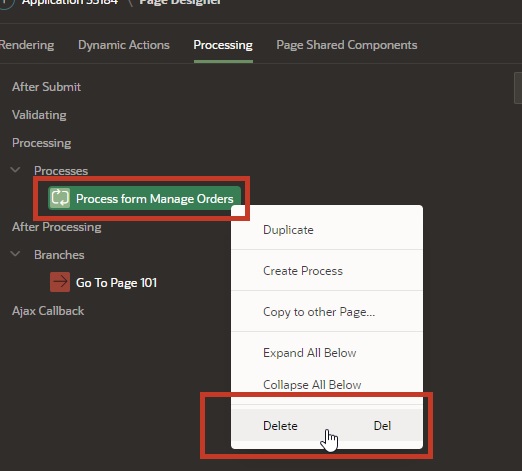 Application 35184 \ Page Designer
Rendering Dynamic Actions Processing Page Shared Components
After Submit
Validating
Processing
Processes
Process form Manage Orders
After Processing
Branches
Go To Page 101
Ajax Callback
Duplicate
Create Process
Copy to other Page...
Expand All Below
Collapse All Below
Delete Del